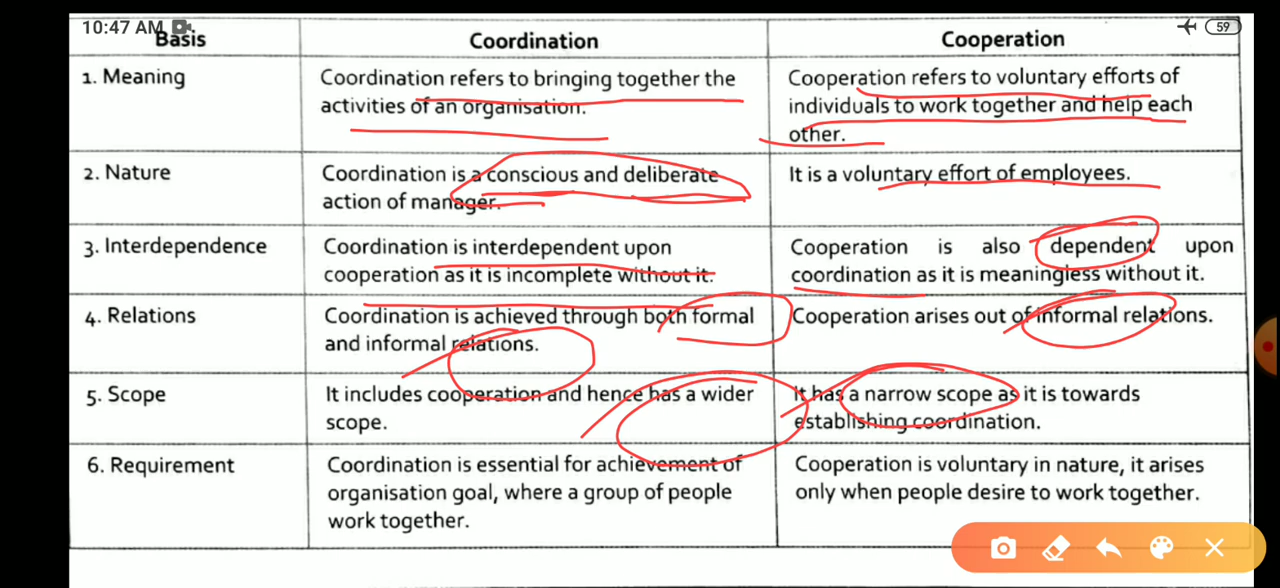 10:47 AM
59
Basis
Coordination
Cooperation
1. Meaning
Coordination refers to bringing together the
activities of an organisation.
Cooperation refers to voluntary efforts of
individuals to work together and help each
other.
2. Nature
Coordination is a conscious and deliberate
action of manager.
It is a voluntary effort of employees.
3. Interdependence
Coordination is interdependent upon
cooperation as it is incomplete without it.
Cooperation is also dependent upon
coordination as it is meaningless without it.
4. Relations
Coordination is achieved through both formal
and informal relations.
Cooperation arises out of informal relations.
5. Scope
It includes cooperation and hence has a wider
scope.
It has a narrow scope as it is towards
establishing coordination.
6. Requirement
Coordination is essential for achievement of
organisation goal, where a group of people
work together.
Cooperation is voluntary in nature, it arises
only when people desire to work together.